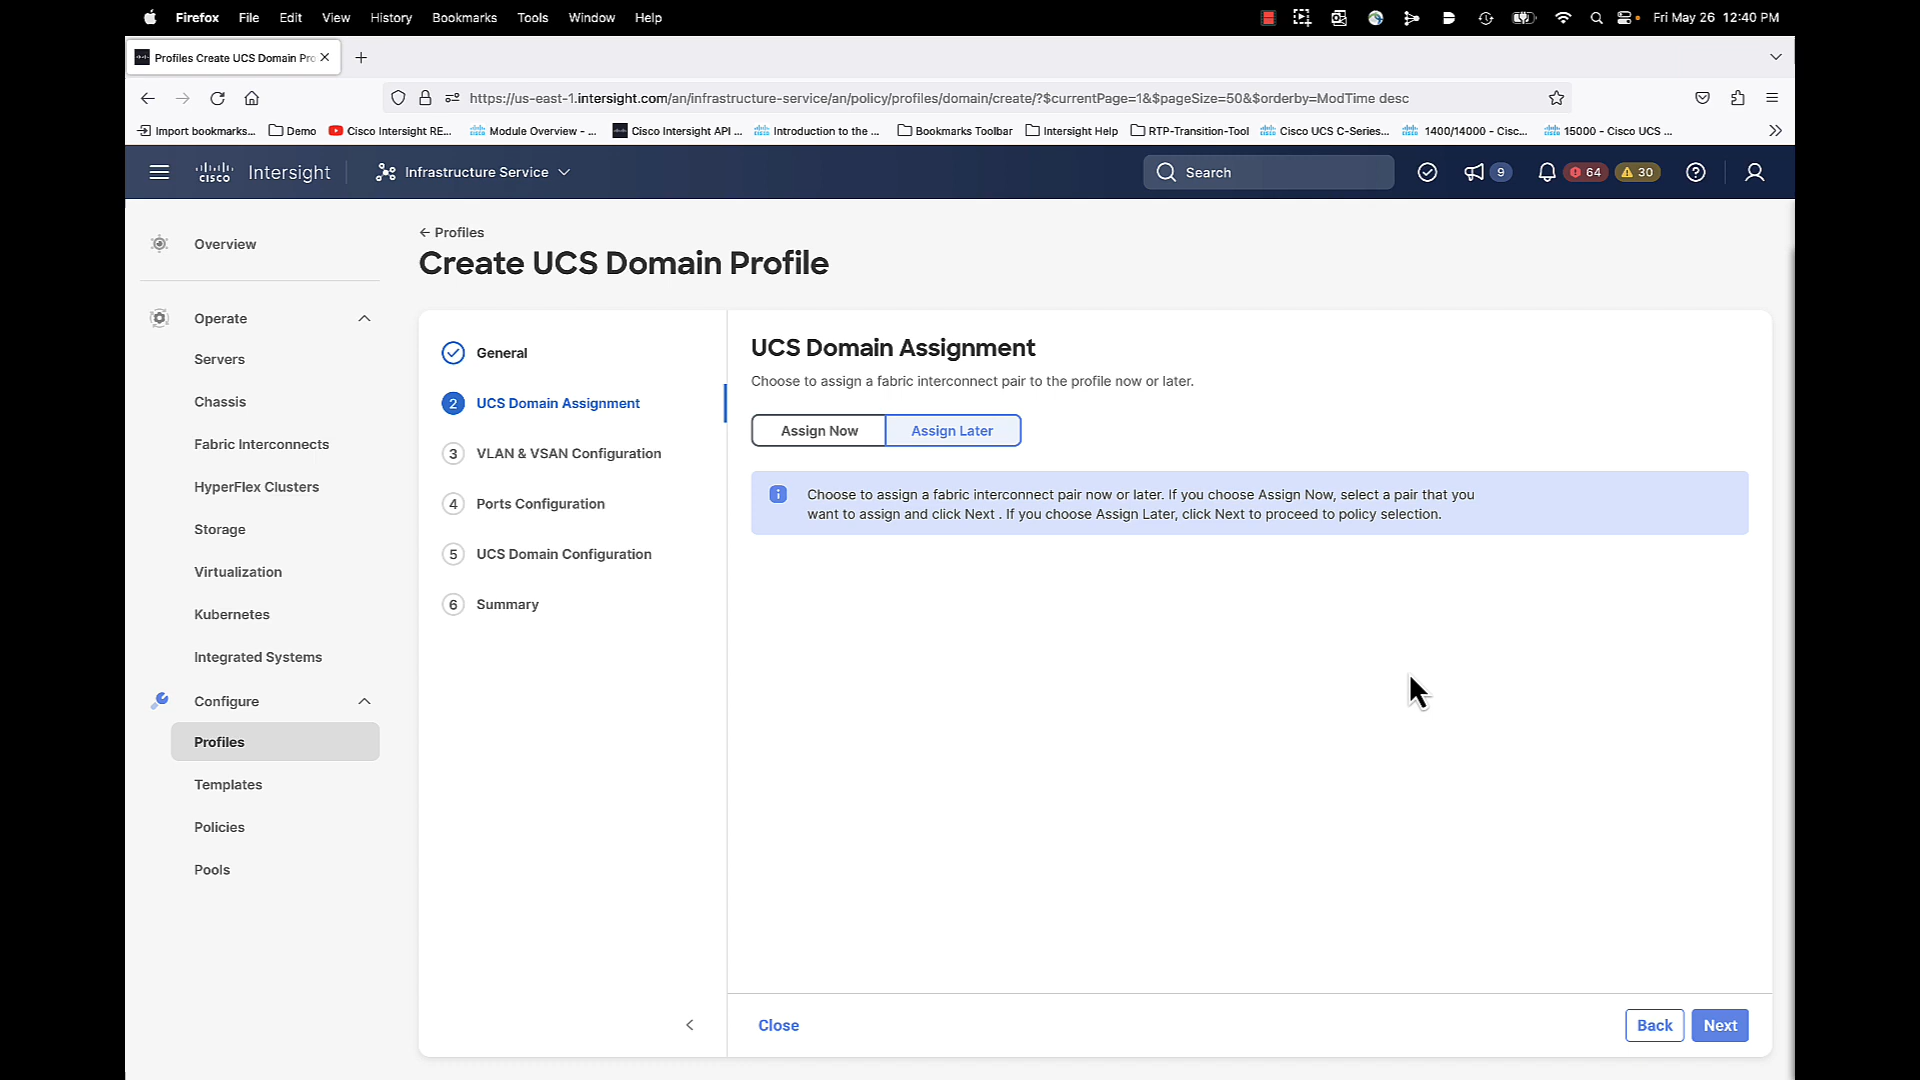 Firefox File Edit View History Bookmarks Tools Window Help Fri May 26 12:40 PM
Profiles Create UCS Domain Pro
https://us-east-1.intersight.com/an/infrastructure-service/an/policy/profiles/domain/create/?$currentPage=1&$pageSize=50&$orderby=ModTime desc
Import bookmarks... Demo Cisco Intersight RE... Module Overview - ... Cisco Intersight API ... Introduction to the ... Bookmarks Toolbar Intersight Help RTP-Transition-Tool Cisco UCS C-Series... 1400/14000 - Cisc... 15000 - Cisco UCS ...
CISCO Intersight Infrastructure Service Search 9 64 30
Overview
Operate
Servers
Chassis
Fabric Interconnects
HyperFlex Clusters
Storage
Virtualization
Kubernetes
Integrated Systems
Configure
Profiles
Templates
Policies
Pools
← Profiles
Create UCS Domain Profile
General
2 UCS Domain Assignment
3 VLAN & VSAN Configuration
4 Ports Configuration
5 UCS Domain Configuration
6 Summary
UCS Domain Assignment
Choose to assign a fabric interconnect pair to the profile now or later.
Assign Now Assign Later
Choose to assign a fabric interconnect pair now or later. If you choose Assign Now, select a pair that you
want to assign and click Next . If you choose Assign Later, click Next to proceed to policy selection.
Close Back Next